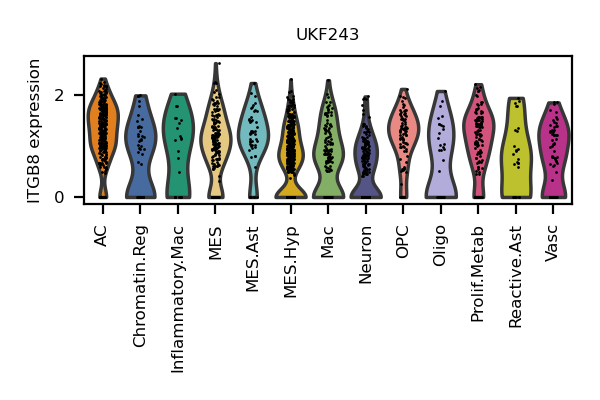 UKF243
ITGB8 expression
2
0
AC
Chromatin.Reg
Inflammatory.Mac
MES
MES.Ast
MES.Hyp
Mac
Neuron
OPC
Oligo
Prolif.Metab
Reactive.Ast
Vasc